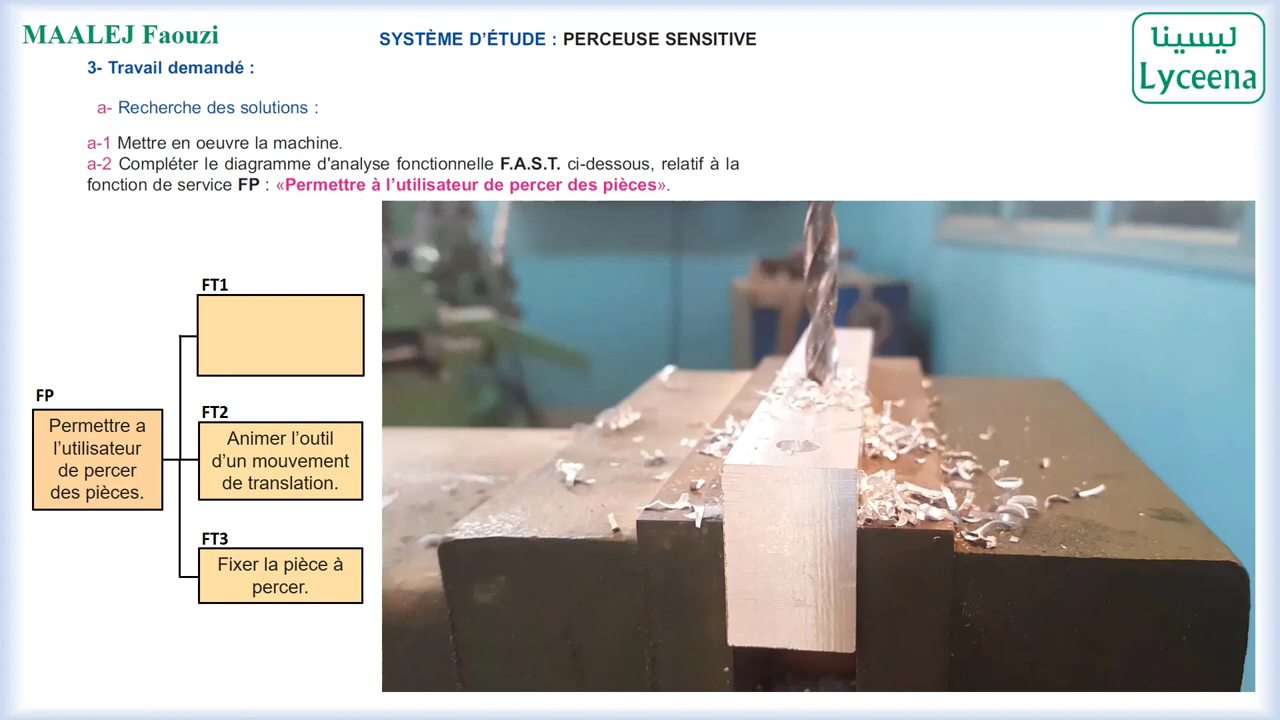 MAALEJ Faouzi
SYSTÈME D’ÉTUDE : PERCEUSE SENSITIVE
ليسينا
Lyceena
3- Travail demandé :
a- Recherche des solutions :
a-1 Mettre en oeuvre la machine.
a-2 Compléter le diagramme d'analyse fonctionnelle F.A.S.T. ci-dessous, relatif à la
fonction de service FP : «Permettre à l’utilisateur de percer des pièces».
FT1
FP
Permettre a
l’utilisateur
de percer
des pièces.
FT2
Animer l’outil
d’un mouvement
de translation.
FT3
Fixer la pièce à
percer.